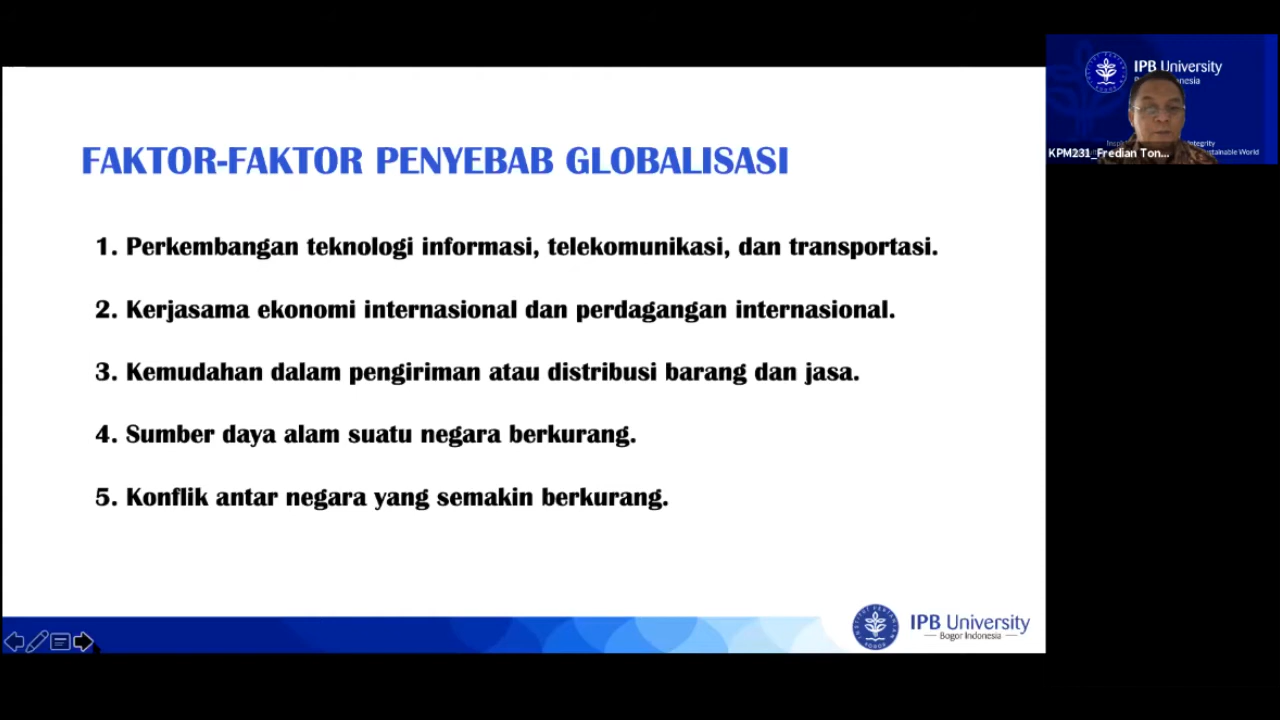 FAKTOR-FAKTOR PENYEBAB GLOBALISASI
1. Perkembangan teknologi informasi, telekomunikasi, dan transportasi.
2. Kerjasama ekonomi internasional dan perdagangan internasional.
3. Kemudahan dalam pengiriman atau distribusi barang dan jasa.
4. Sumber daya alam suatu negara berkurang.
5. Konflik antar negara yang semakin berkurang.
IPB University
Bogor Indonesia
IPB University
KPM231_Fredian Ton...